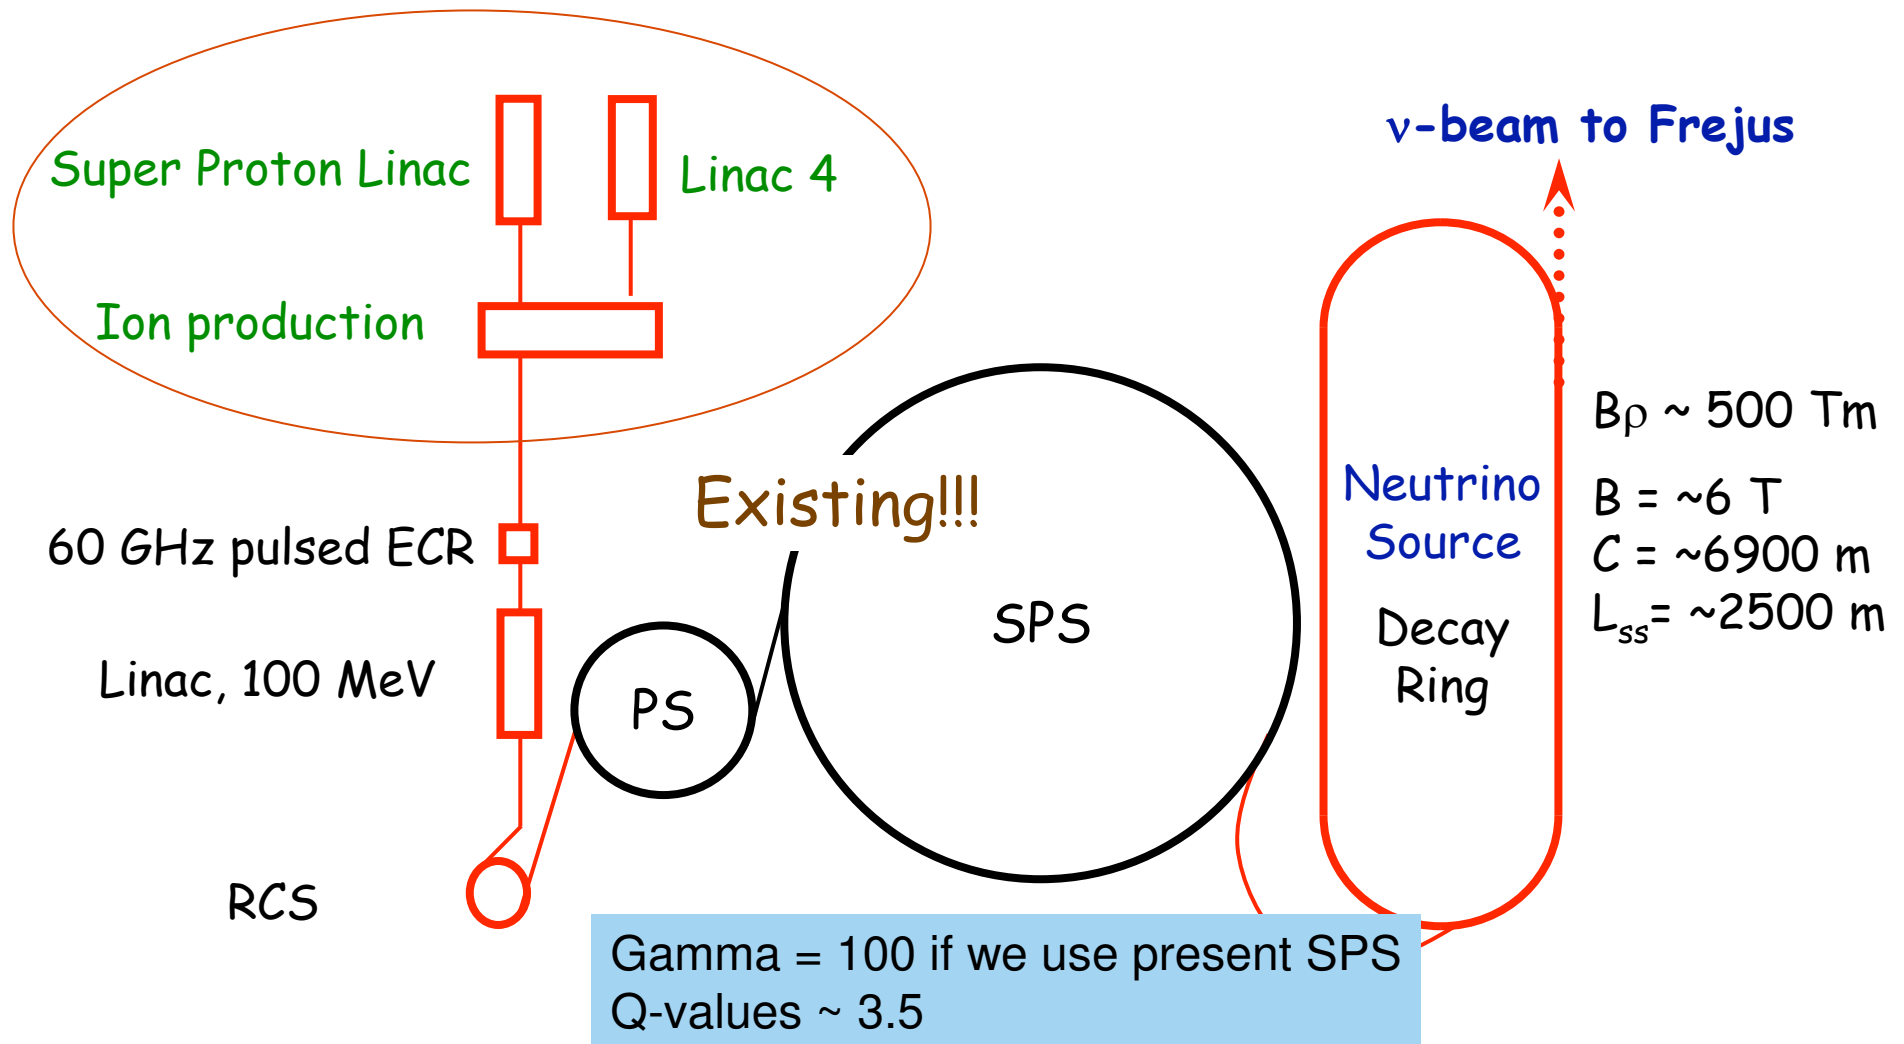 ν-beam to Frejus
Super Proton Linac
Linac 4
Ion production
Bρ ~ 500 Tm
Existing!!!
Neutrino
Source
B = ~6 T
C = ~6900 m
Lss= ~2500 m
60 GHz pulsed ECR
SPS
Decay
Ring
Linac, 100 MeV
PS
RCS
Gamma = 100 if we use present SPS
Q-values ~ 3.5